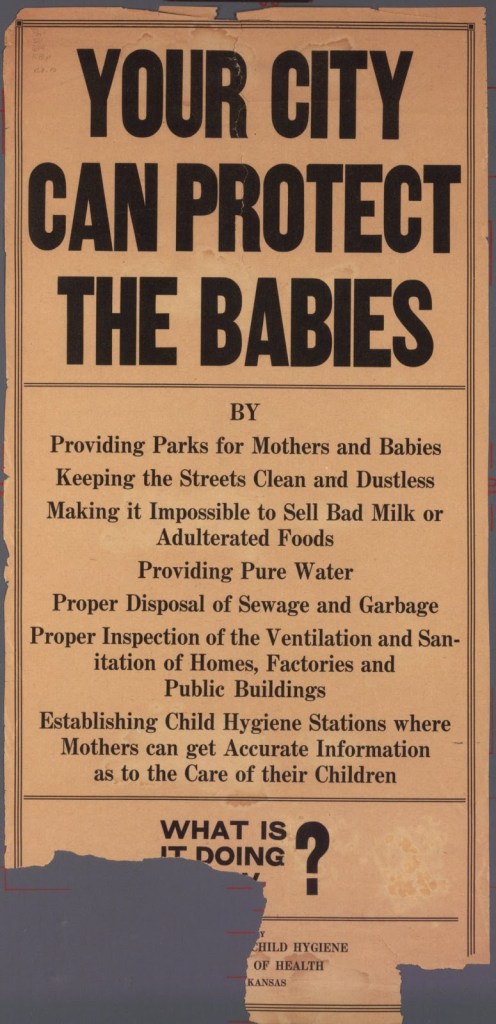 YOUR CITY
CAN PROTECT
THE BABIES
BY
Providing Parks for Mothers and Babies
Keeping the Streets Clean and Dustless
Making it Impossible to Sell Bad Milk or
Adulterated Foods
Providing Pure Water
Proper Disposal of Sewage and Garbage
Proper Inspection of the Ventilation and San-
itation of Homes, Factories and
Public Buildings
Establishing Child Hygiene Stations where
Mothers can get Accurate Information
as to the Care of their Children
WHAT IS
IT DOING
?
CHILD HYGIENE
OF HEALTH
KANSAS